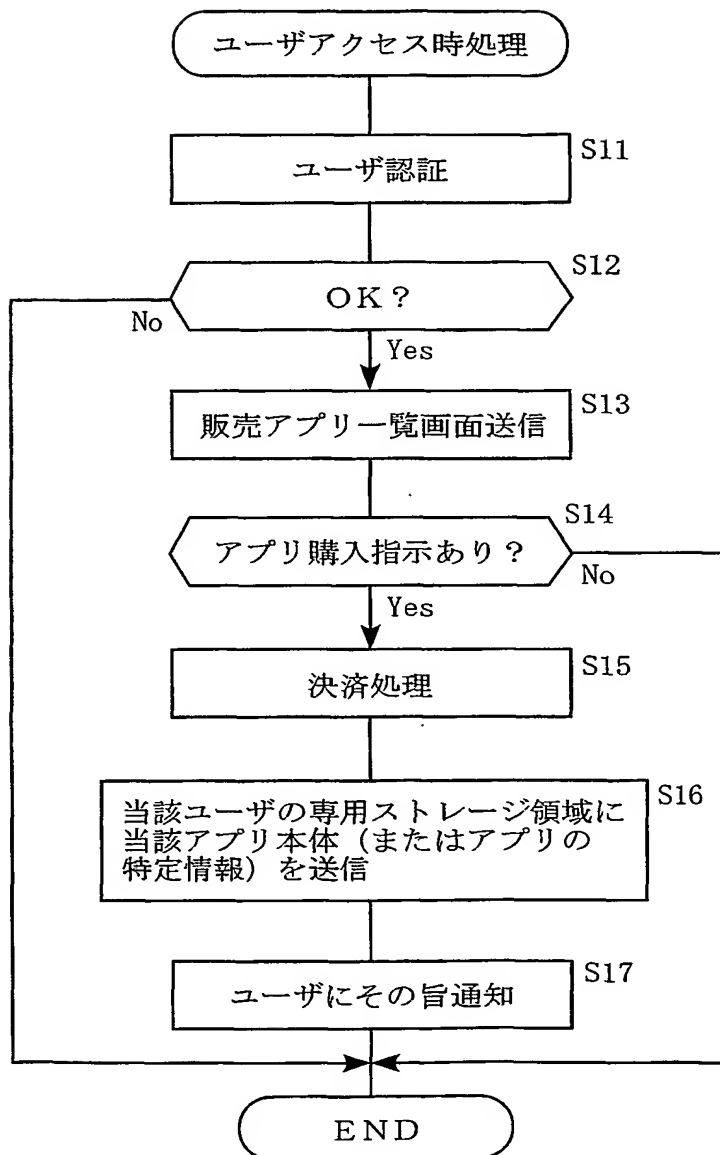 ユーザアクセス時処理
S11
ユーザ認証
S12
OK?
No
Yes
S13
販売アプリ一覧画面送信
S14
アプリ購入指示あり?
No
Yes
S15
決済処理
S16
当該ユーザの専用ストレージ領域に
当該アプリ本体(またはアプリの
特定情報)を送信
S17
ユーザにその旨通知
END